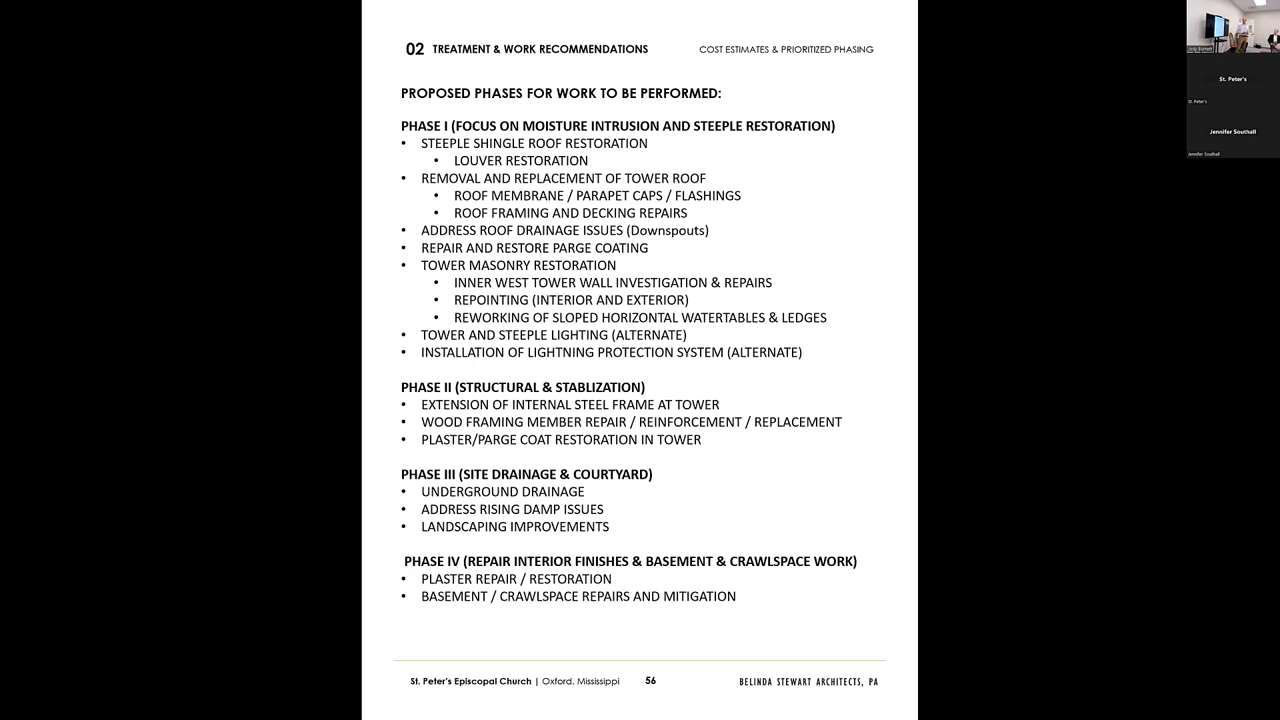 02 TREATMENT & WORK RECOMMENDATIONS
COST ESTIMATES & PRIORITIZED PHASING
PROPOSED PHASES FOR WORK TO BE PERFORMED:
PHASE I (FOCUS ON MOISTURE INTRUSION AND STEEPLE RESTORATION)
• STEEPLE SHINGLE ROOF RESTORATION
• LOUVER RESTORATION
• REMOVAL AND REPLACEMENT OF TOWER ROOF
• ROOF MEMBRANE / PARAPET CAPS / FLASHINGS
• ROOF FRAMING AND DECKING REPAIRS
• ADDRESS ROOF DRAINAGE ISSUES (Downspouts)
• REPAIR AND RESTORE PARGE COATING
• TOWER MASONRY RESTORATION
• INNER WEST TOWER WALL INVESTIGATION & REPAIRS
• REPOINTING (INTERIOR AND EXTERIOR)
• REWORKING OF SLOPED HORIZONTAL WATERTABLES & LEDGES
• TOWER AND STEEPLE LIGHTING (ALTERNATE)
• INSTALLATION OF LIGHTNING PROTECTION SYSTEM (ALTERNATE)
PHASE II (STRUCTURAL & STABLIZATION)
• EXTENSION OF INTERNAL STEEL FRAME AT TOWER
• WOOD FRAMING MEMBER REPAIR / REINFORCEMENT / REPLACEMENT
• PLASTER/PARGE COAT RESTORATION IN TOWER
PHASE III (SITE DRAINAGE & COURTYARD)
• UNDERGROUND DRAINAGE
• ADDRESS RISING DAMP ISSUES
• LANDSCAPING IMPROVEMENTS
PHASE IV (REPAIR INTERIOR FINISHES & BASEMENT & CRAWLSPACE WORK)
• PLASTER REPAIR / RESTORATION
• BASEMENT / CRAWLSPACE REPAIRS AND MITIGATION
St. Peter's Episcopal Church | Oxford, Mississippi
56
BELINDA STEWART ARCHITECTS, PA
St. Peter's
St. Peter's
Jennifer Southall
Jennifer Southall